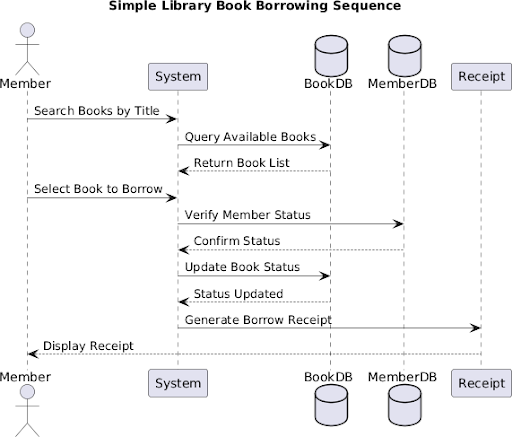 Simple Library Book Borrowing Sequence
Member
System
BookDB
MemberDB
Receipt
Search Books by Title
Query Available Books
Return Book List
Select Book to Borrow
Verify Member Status
Confirm Status
Update Book Status
Status Updated
Generate Borrow Receipt
Display Receipt
Member
System
BookDB
MemberDB
Receipt